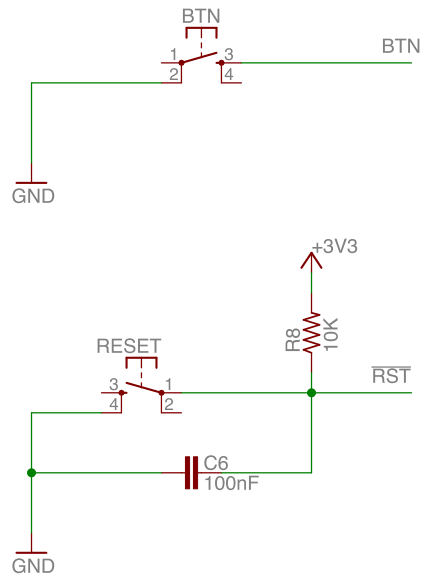 BTN
BTN
1 3
2 4
GND
+3V3
R8 10K
RESET
RST
3 1
4 2
C6
100nF
GND